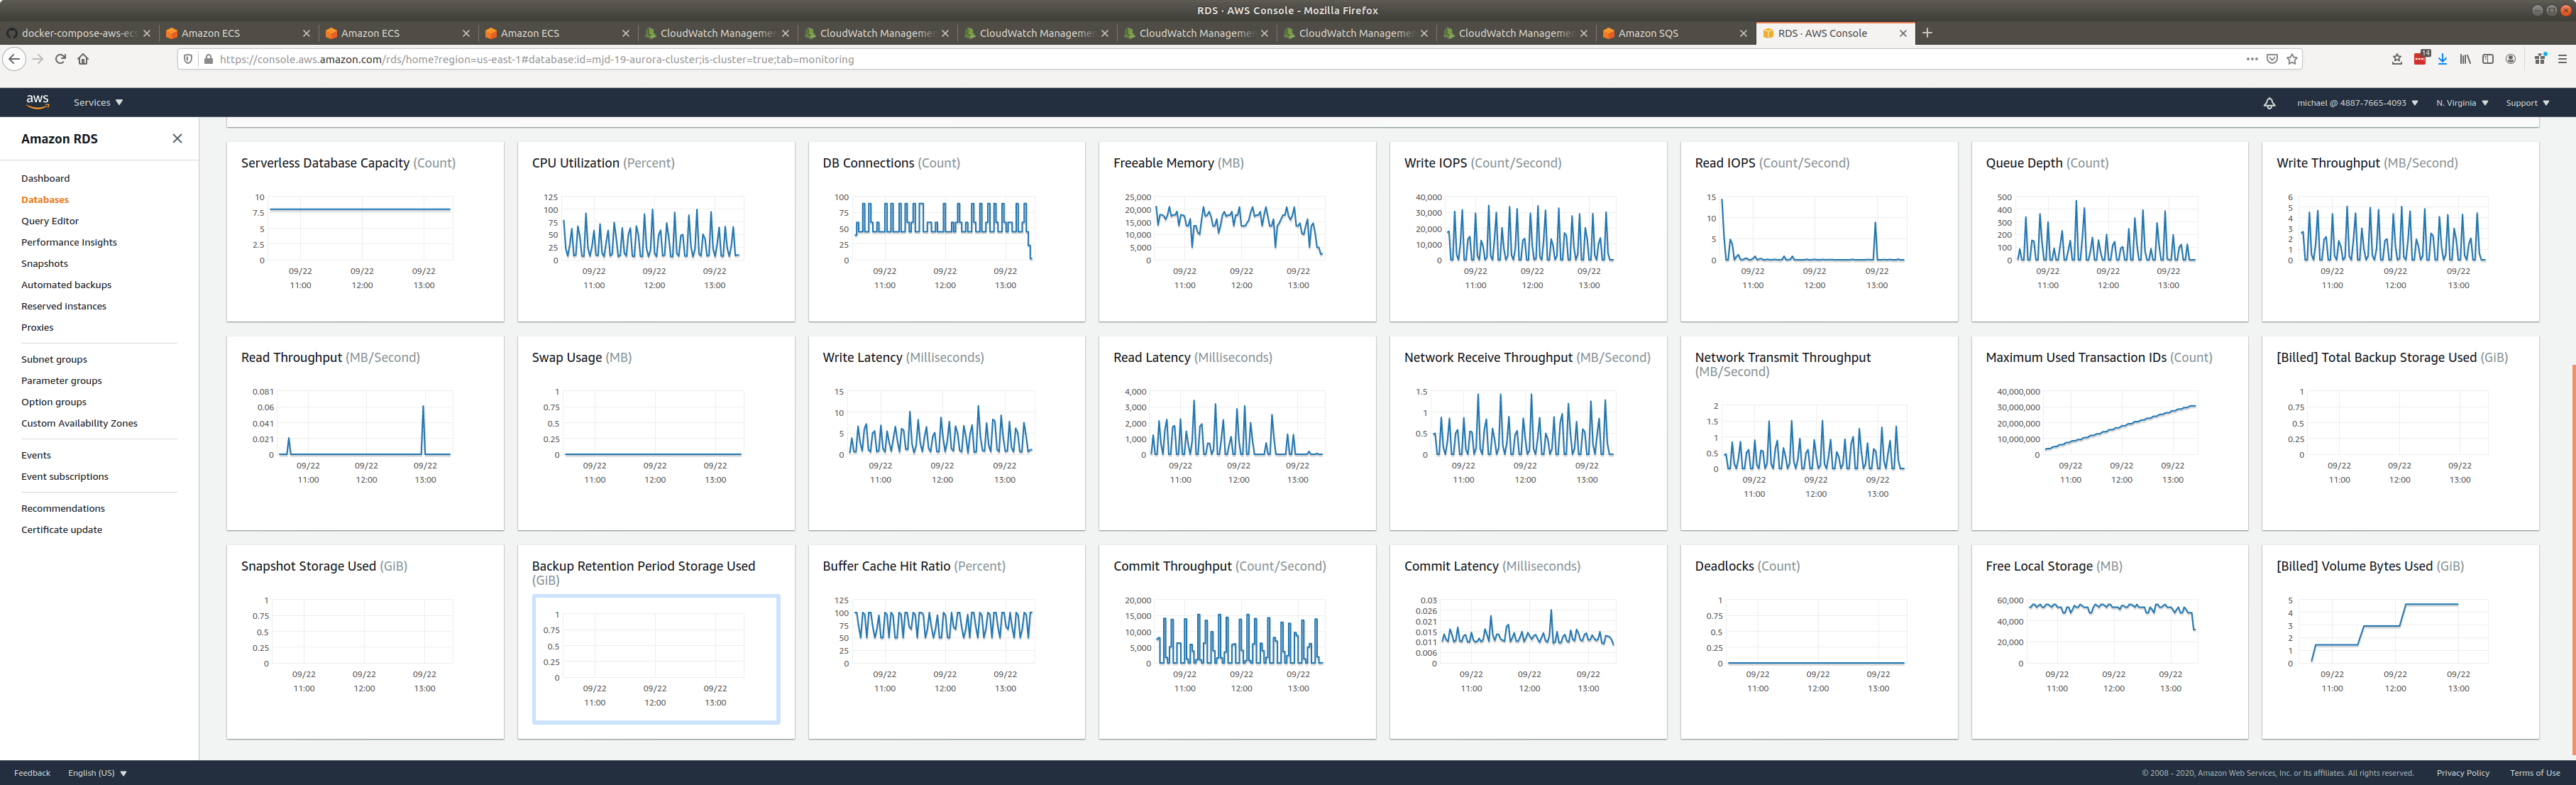 RDS · AWS Console - Mozilla Firefox
docker-compose-aws-ecs
Amazon ECS
Amazon ECS
Amazon ECS
CloudWatch Managemen
CloudWatch Managemen
CloudWatch Managemen
CloudWatch Managemen
CloudWatch Managemen
CloudWatch Managemen
Amazon SQS
RDS · AWS Console
https://console.aws.amazon.com/rds/home?region=us-east-1#database:id=mjd-19-aurora-cluster;is-cluster=true;tab=monitoring
14
aws
Services
michael @ 4887-7665-4093
N. Virginia
Support
Amazon RDS
Dashboard
Databases
Query Editor
Performance Insights
Snapshots
Automated backups
Reserved instances
Proxies
Subnet groups
Parameter groups
Option groups
Custom Availability Zones
Events
Event subscriptions
Recommendations
Certificate update
Serverless Database Capacity (Count)
10
7.5
5
2.5
0
09/22 09/22 09/22
11:00 12:00 13:00
CPU Utilization (Percent)
125
100
75
50
25
0
09/22 09/22 09/22
11:00 12:00 13:00
DB Connections (Count)
100
75
50
25
0
09/22 09/22 09/22
11:00 12:00 13:00
Freeable Memory (MB)
25,000
20,000
15,000
10,000
5,000
0
09/22 09/22 09/22
11:00 12:00 13:00
Write IOPS (Count/Second)
40,000
30,000
20,000
10,000
0
09/22 09/22 09/22
11:00 12:00 13:00
Read IOPS (Count/Second)
15
10
5
0
09/22 09/22 09/22
11:00 12:00 13:00
Queue Depth (Count)
500
400
300
200
100
0
09/22 09/22 09/22
11:00 12:00 13:00
Write Throughput (MB/Second)
6
5
4
3
2
1
0
09/22 09/22 09/22
11:00 12:00 13:00
Read Throughput (MB/Second)
0.081
0.06
0.041
0.021
0
09/22 09/22 09/22
11:00 12:00 13:00
Swap Usage (MB)
1
0.75
0.5
0.25
0
09/22 09/22 09/22
11:00 12:00 13:00
Write Latency (Milliseconds)
15
10
5
0
09/22 09/22 09/22
11:00 12:00 13:00
Read Latency (Milliseconds)
4,000
3,000
2,000
1,000
0
09/22 09/22 09/22
11:00 12:00 13:00
Network Receive Throughput (MB/Second)
1.5
1
0.5
0
09/22 09/22 09/22
11:00 12:00 13:00
Network Transmit Throughput
(MB/Second)
2
1.5
1
0.5
0
09/22 09/22 09/22
11:00 12:00 13:00
Maximum Used Transaction IDs (Count)
40,000,000
30,000,000
20,000,000
10,000,000
0
09/22 09/22 09/22
11:00 12:00 13:00
[Billed] Total Backup Storage Used (GiB)
1
0.75
0.5
0.25
0
09/22 09/22 09/22
11:00 12:00 13:00
Snapshot Storage Used (GiB)
1
0.75
0.5
0.25
0
09/22 09/22 09/22
11:00 12:00 13:00
Backup Retention Period Storage Used
(GiB)
1
0.75
0.5
0.25
0
09/22 09/22 09/22
11:00 12:00 13:00
Buffer Cache Hit Ratio (Percent)
125
100
75
50
25
0
09/22 09/22 09/22
11:00 12:00 13:00
Commit Throughput (Count/Second)
20,000
15,000
10,000
5,000
0
09/22 09/22 09/22
11:00 12:00 13:00
Commit Latency (Milliseconds)
0.03
0.026
0.021
0.015
0.011
0.006
0
09/22 09/22 09/22
11:00 12:00 13:00
Deadlocks (Count)
1
0.75
0.5
0.25
0
09/22 09/22 09/22
11:00 12:00 13:00
Free Local Storage (MB)
60,000
40,000
20,000
0
09/22 09/22 09/22
11:00 12:00 13:00
[Billed] Volume Bytes Used (GiB)
5
4
3
2
1
0
09/22 09/22 09/22
11:00 12:00 13:00
Feedback
English (US)
© 2008 - 2020, Amazon Web Services, Inc. or its affiliates. All rights reserved.
Privacy Policy
Terms of Use